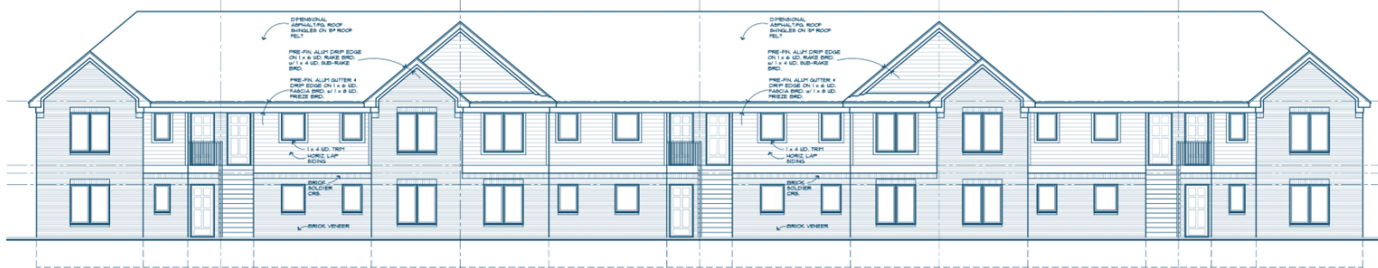 DIMENSIONAL
ASPHALT/FG. ROOF
SHINGLES ON 15# ROOF
FELT
PRE-FIN. ALUM DRIP EDGE
ON 1 x 6 WD. RAKE BRD.
w/ 1 x 4 WD. SUB-RAKE
BRD.
PRE-FIN. ALUM GUTTER &
DRIP EDGE ON 1 x 6 WD.
FASCIA BRD. w/ 1 x 8 WD.
FRIEZE BRD.
1 x 4 WD. TRIM
HORIZ. LAP
SIDING
BRICK
SOLDIER
CRS.
BRICK VENEER
DIMENSIONAL
ASPHALT/FG. ROOF
SHINGLES ON 15# ROOF
FELT
PRE-FIN. ALUM DRIP EDGE
ON 1 x 6 WD. RAKE BRD.
w/ 1 x 4 WD. SUB-RAKE
BRD.
PRE-FIN. ALUM GUTTER &
DRIP EDGE ON 1 x 6 WD.
FASCIA BRD. w/ 1 x 8 WD.
FRIEZE BRD.
1 x 4 WD. TRIM
HORIZ. LAP
SIDING
BRICK
SOLDIER
CRS.
BRICK VENEER